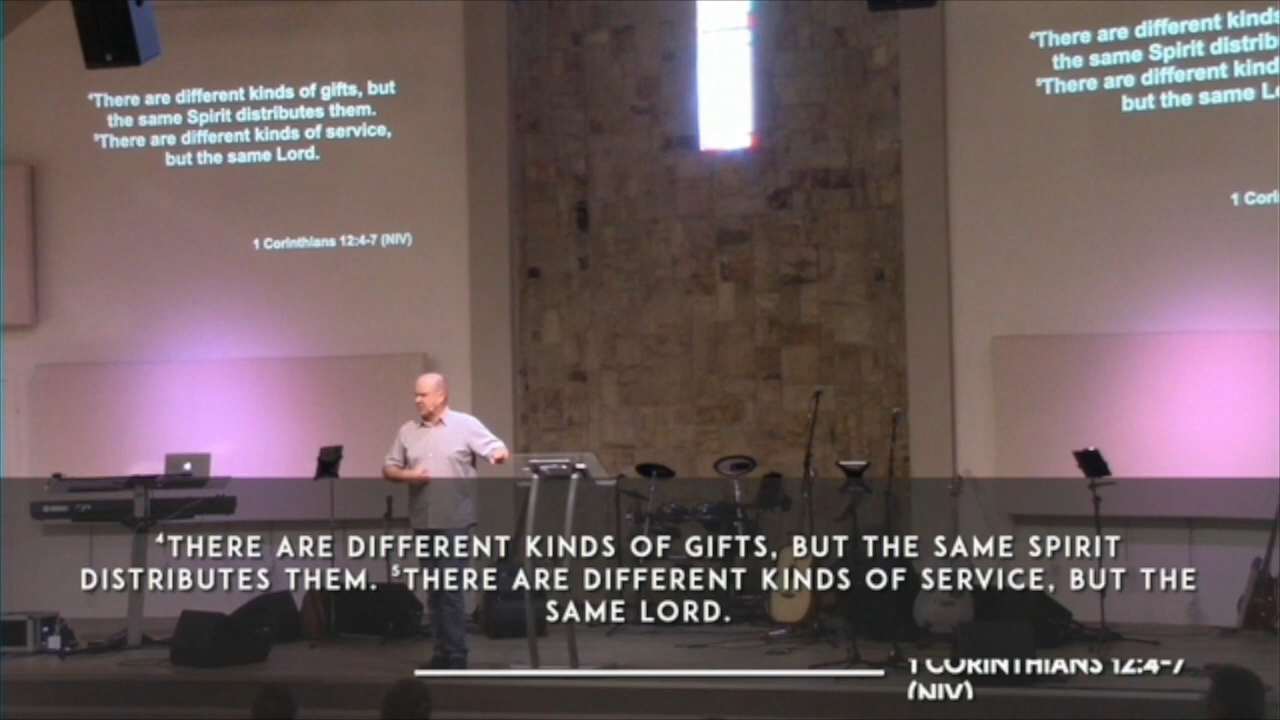 ⁴There are different kinds of gifts, but
the same Spirit distributes them.
⁵There are different kinds of service,
but the same Lord.
1 Corinthians 12:4-7 (NIV)
⁴There are different kinds
the same Spirit distrib
⁵There are different kind
but the same Lo
1 Cori
⁴THERE ARE DIFFERENT KINDS OF GIFTS, BUT THE SAME SPIRIT
DISTRIBUTES THEM. ⁵THERE ARE DIFFERENT KINDS OF SERVICE, BUT THE
SAME LORD.
1 CORINTHIANS 12:4-7
(NIV)